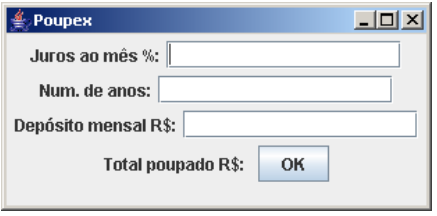 Poupex
Juros ao mês %:
Num. de anos:
Depósito mensal R$:
Total poupado R$: OK